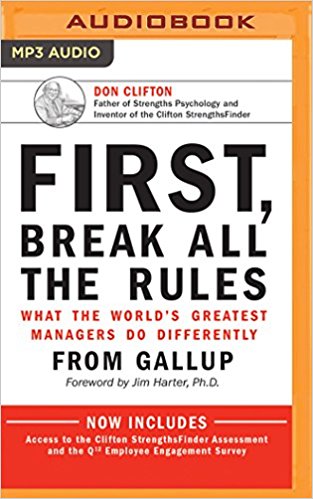 AUDIOBOOK
MP3 AUDIO
DON CLIFTON
Father of Strengths Psychology and
Inventor of the Clifton StrengthsFinder
FIRST,
BREAK ALL
THE RULES
WHAT THE WORLD'S GREATEST
MANAGERS DO DIFFERENTLY
FROM GALLUP
Foreword by Jim Harter, Ph.D.
NOW INCLUDES
Access to the Clifton StrengthsFinder Assessment
and the Q12 Employee Engagement Survey